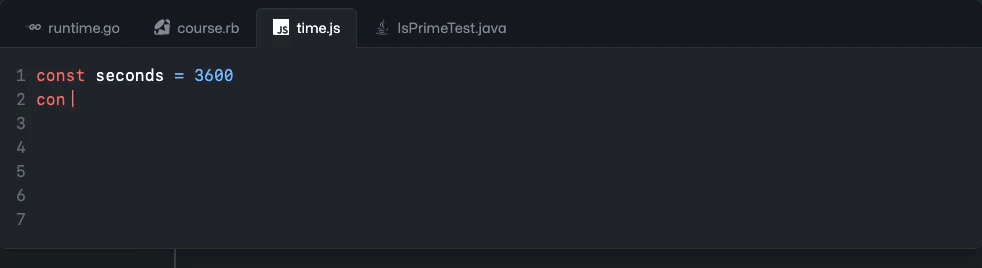 runtime.go course.rb JS time.js IsPrimeTest.java
1 const seconds = 3600
2 con
3
4
5
6
7